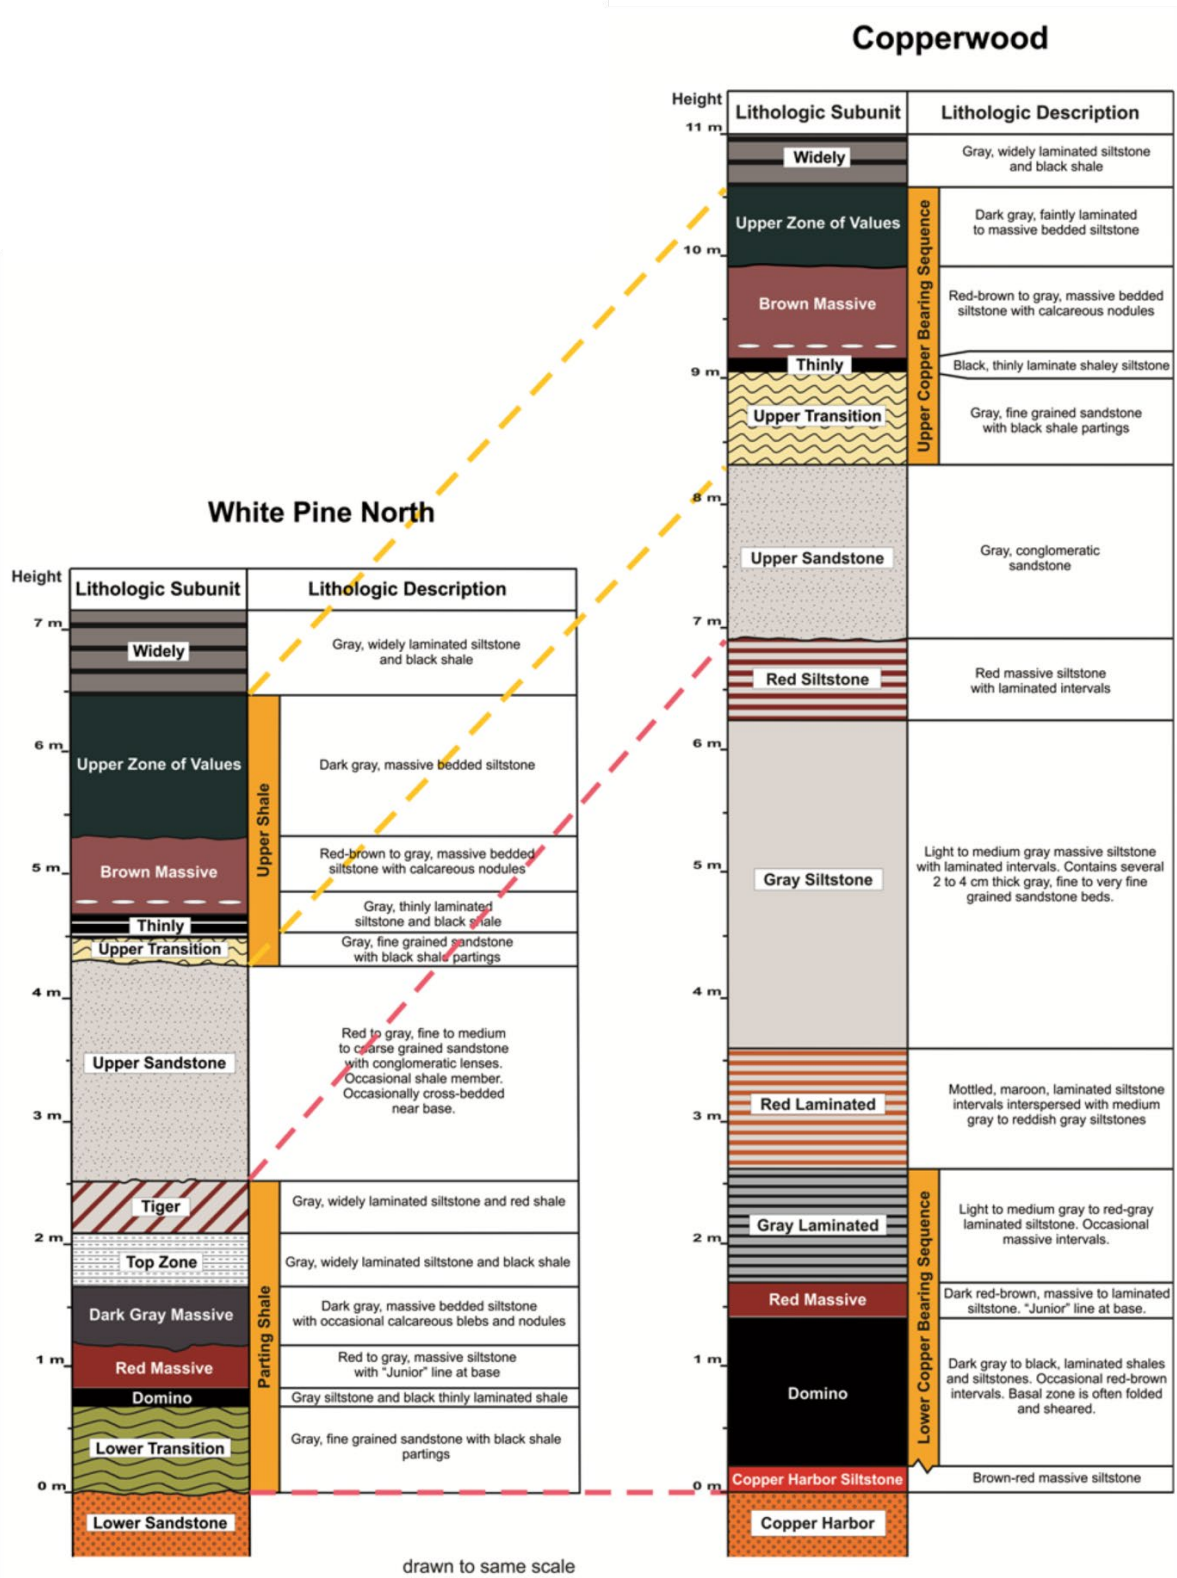 Copperwood
Height
Lithologic Subunit
Lithologic Description
11 m
Widely
Gray, widely laminated siltstone
and black shale
Upper Zone of Values
Dark gray, faintly laminated
to massive bedded siltstone
10 m
Brown Massive
Red-brown to gray, massive bedded
siltstone with calcareous nodules
Thinly
Black, thinly laminate shaley siltstone
9 m
Upper Transition
Gray, fine grained sandstone
with black shale partings
Upper Copper Bearing Sequence
8 m
Upper Sandstone
Gray, conglomeratic
sandstone
7 m
Red Siltstone
Red massive siltstone
with laminated intervals
6 m
Gray Siltstone
Light to medium gray massive siltstone
with laminated intervals. Contains several
2 to 4 cm thick gray, fine to very fine
grained sandstone beds.
5 m
4 m
Red Laminated
Mottled, maroon, laminated siltstone
intervals interspersed with medium
gray to reddish gray siltstones
3 m
Gray Laminated
Light to medium gray to red-gray
laminated siltstone. Occasional
massive intervals.
2 m
Red Massive
Dark red-brown, massive to laminated
siltstone. "Junior" line at base.
1 m
Domino
Dark gray to black, laminated shales
and siltstones. Occasional red-brown
intervals. Basal zone is often folded
and sheared.
Lower Copper Bearing Sequence
Copper Harbor Siltstone
Brown-red massive siltstone
0 m
Copper Harbor
White Pine North
Height
Lithologic Subunit
Lithologic Description
7 m
Widely
Gray, widely laminated siltstone
and black shale
6 m
Upper Zone of Values
Dark gray, massive bedded siltstone
Upper Shale
5 m
Brown Massive
Red-brown to gray, massive bedded
siltstone with calcareous nodules
Thinly
Gray, thinly laminated
siltstone and black shale
Upper Transition
Gray, fine grained sandstone
with black shale partings
4 m
Upper Sandstone
Red to gray, fine to medium
to coarse grained sandstone
with conglomeratic lenses.
Occasional shale member.
Occasionally cross-bedded
near base.
3 m
Tiger
Gray, widely laminated siltstone and red shale
2 m
Top Zone
Gray, widely laminated siltstone and black shale
Dark Gray Massive
Dark gray, massive bedded siltstone
with occasional calcareous blebs and nodules
Parting Shale
1 m
Red Massive
Red to gray, massive siltstone
with "Junior" line at base
Domino
Gray siltstone and black thinly laminated shale
Lower Transition
Gray, fine grained sandstone with black shale
partings
0 m
Lower Sandstone
drawn to same scale